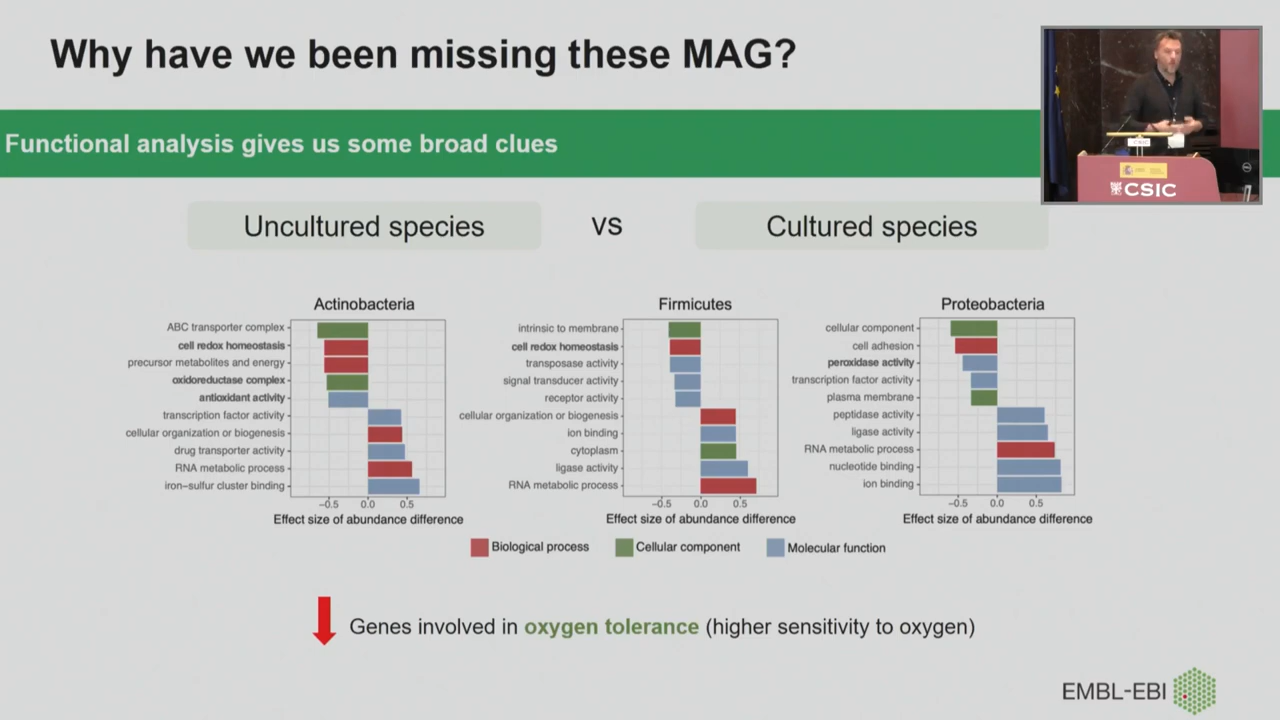 Why have we been missing these MAG?
Functional analysis gives us some broad clues
CSIC
CSIC
Uncultured species
vs
Cultured species
Actinobacteria
ABC transporter complex
cell redox homeostasis
precursor metabolites and energy
oxidoreductase complex
antioxidant activity
transcription factor activity
cellular organization or biogenesis
drug transporter activity
RNA metabolic process
iron−sulfur cluster binding
−0.5 0.0 0.5
Effect size of abundance difference
Firmicutes
intrinsic to membrane
cell redox homeostasis
transposase activity
signal transducer activity
receptor activity
cellular organization or biogenesis
ion binding
cytoplasm
ligase activity
RNA metabolic process
−0.5 0.0 0.5
Effect size of abundance difference
Proteobacteria
cellular component
cell adhesion
peroxidase activity
transcription factor activity
plasma membrane
peptidase activity
ligase activity
RNA metabolic process
nucleotide binding
ion binding
−0.5 0.0 0.5
Effect size of abundance difference
Biological process
Cellular component
Molecular function
Genes involved in oxygen tolerance (higher sensitivity to oxygen)
EMBL-EBI